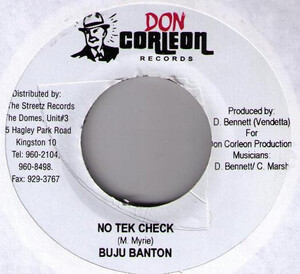 DON
CORLEON
RECORDS
Distributed by:
The Streetz Records
The Domes, Unit#3
5 Hagley Park Road
Kingston 10
Tel: 960-2104,
960-8498.
Fax: 929-3767
Produced by:
D. Bennett (Vendetta)
For
Don Corleon Production
Musicians:
D. Bennett/ C. Marsh
NO TEK CHECK
(M. Myrie)
BUJU BANTON